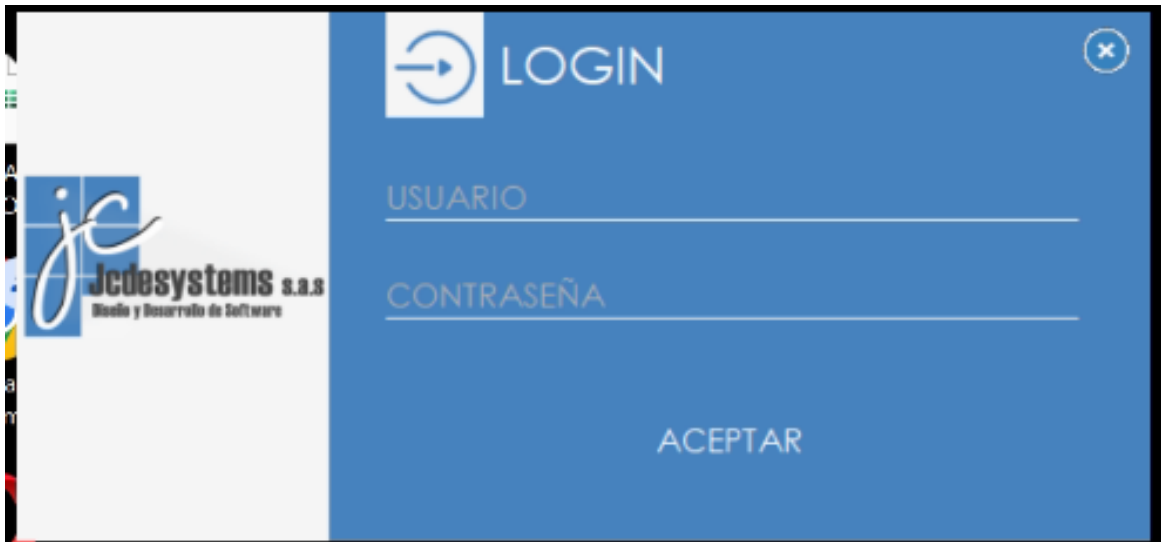 LOGIN
USUARIO
CONTRASEÑA
ACEPTAR
jc
Jcdesystems s.a.s
Diseño y Desarrollo de Software